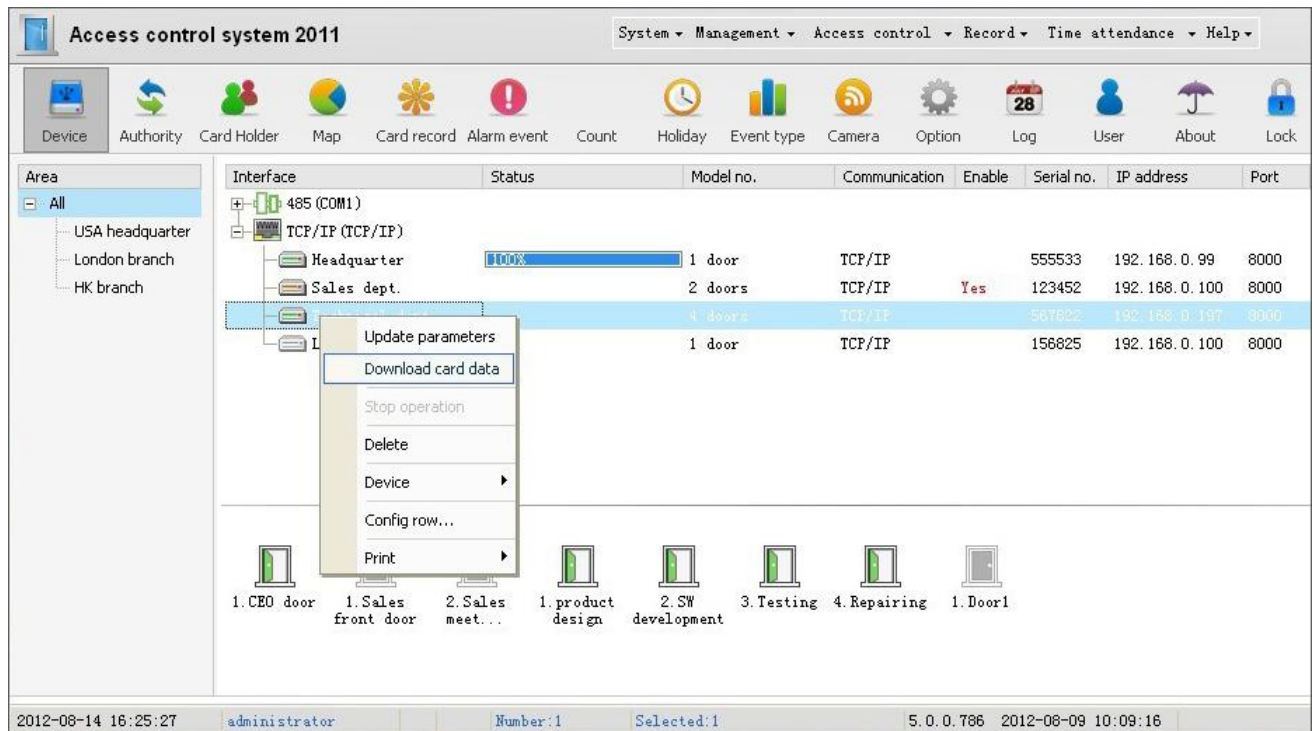 Access control system 2011
System Management Access control Record Time attendance Help
28
Device Authority Card Holder Map Card record Alarm event Count Holiday Event type Camera Option Log User About Lock
Area
All
USA headquarter
London branch
HK branch
Interface Status Model no. Communication Enable Serial no. IP address Port
485 (COM1)
TCP/IP (TCP/IP)
Headquarter 100% 1 door TCP/IP 555533 192.168.0.99 8000
Sales dept. 2 doors TCP/IP Yes 123452 192.168.0.100 8000
4 doors TCP/IP 567822 192.168.0.197 8000
1 door TCP/IP 156825 192.168.0.100 8000
Update parameters
Download card data
Stop operation
Delete
Device
Config row...
Print
1.CEO door
1.Sales
front door
2.Sales
meet...
1.product
design
2.SW
development
3.Testing
4.Repairing
1.Door1
2012-08-14 16:25:27 administrator Number:1 Selected:1 5.0.0.786 2012-08-09 10:09:16